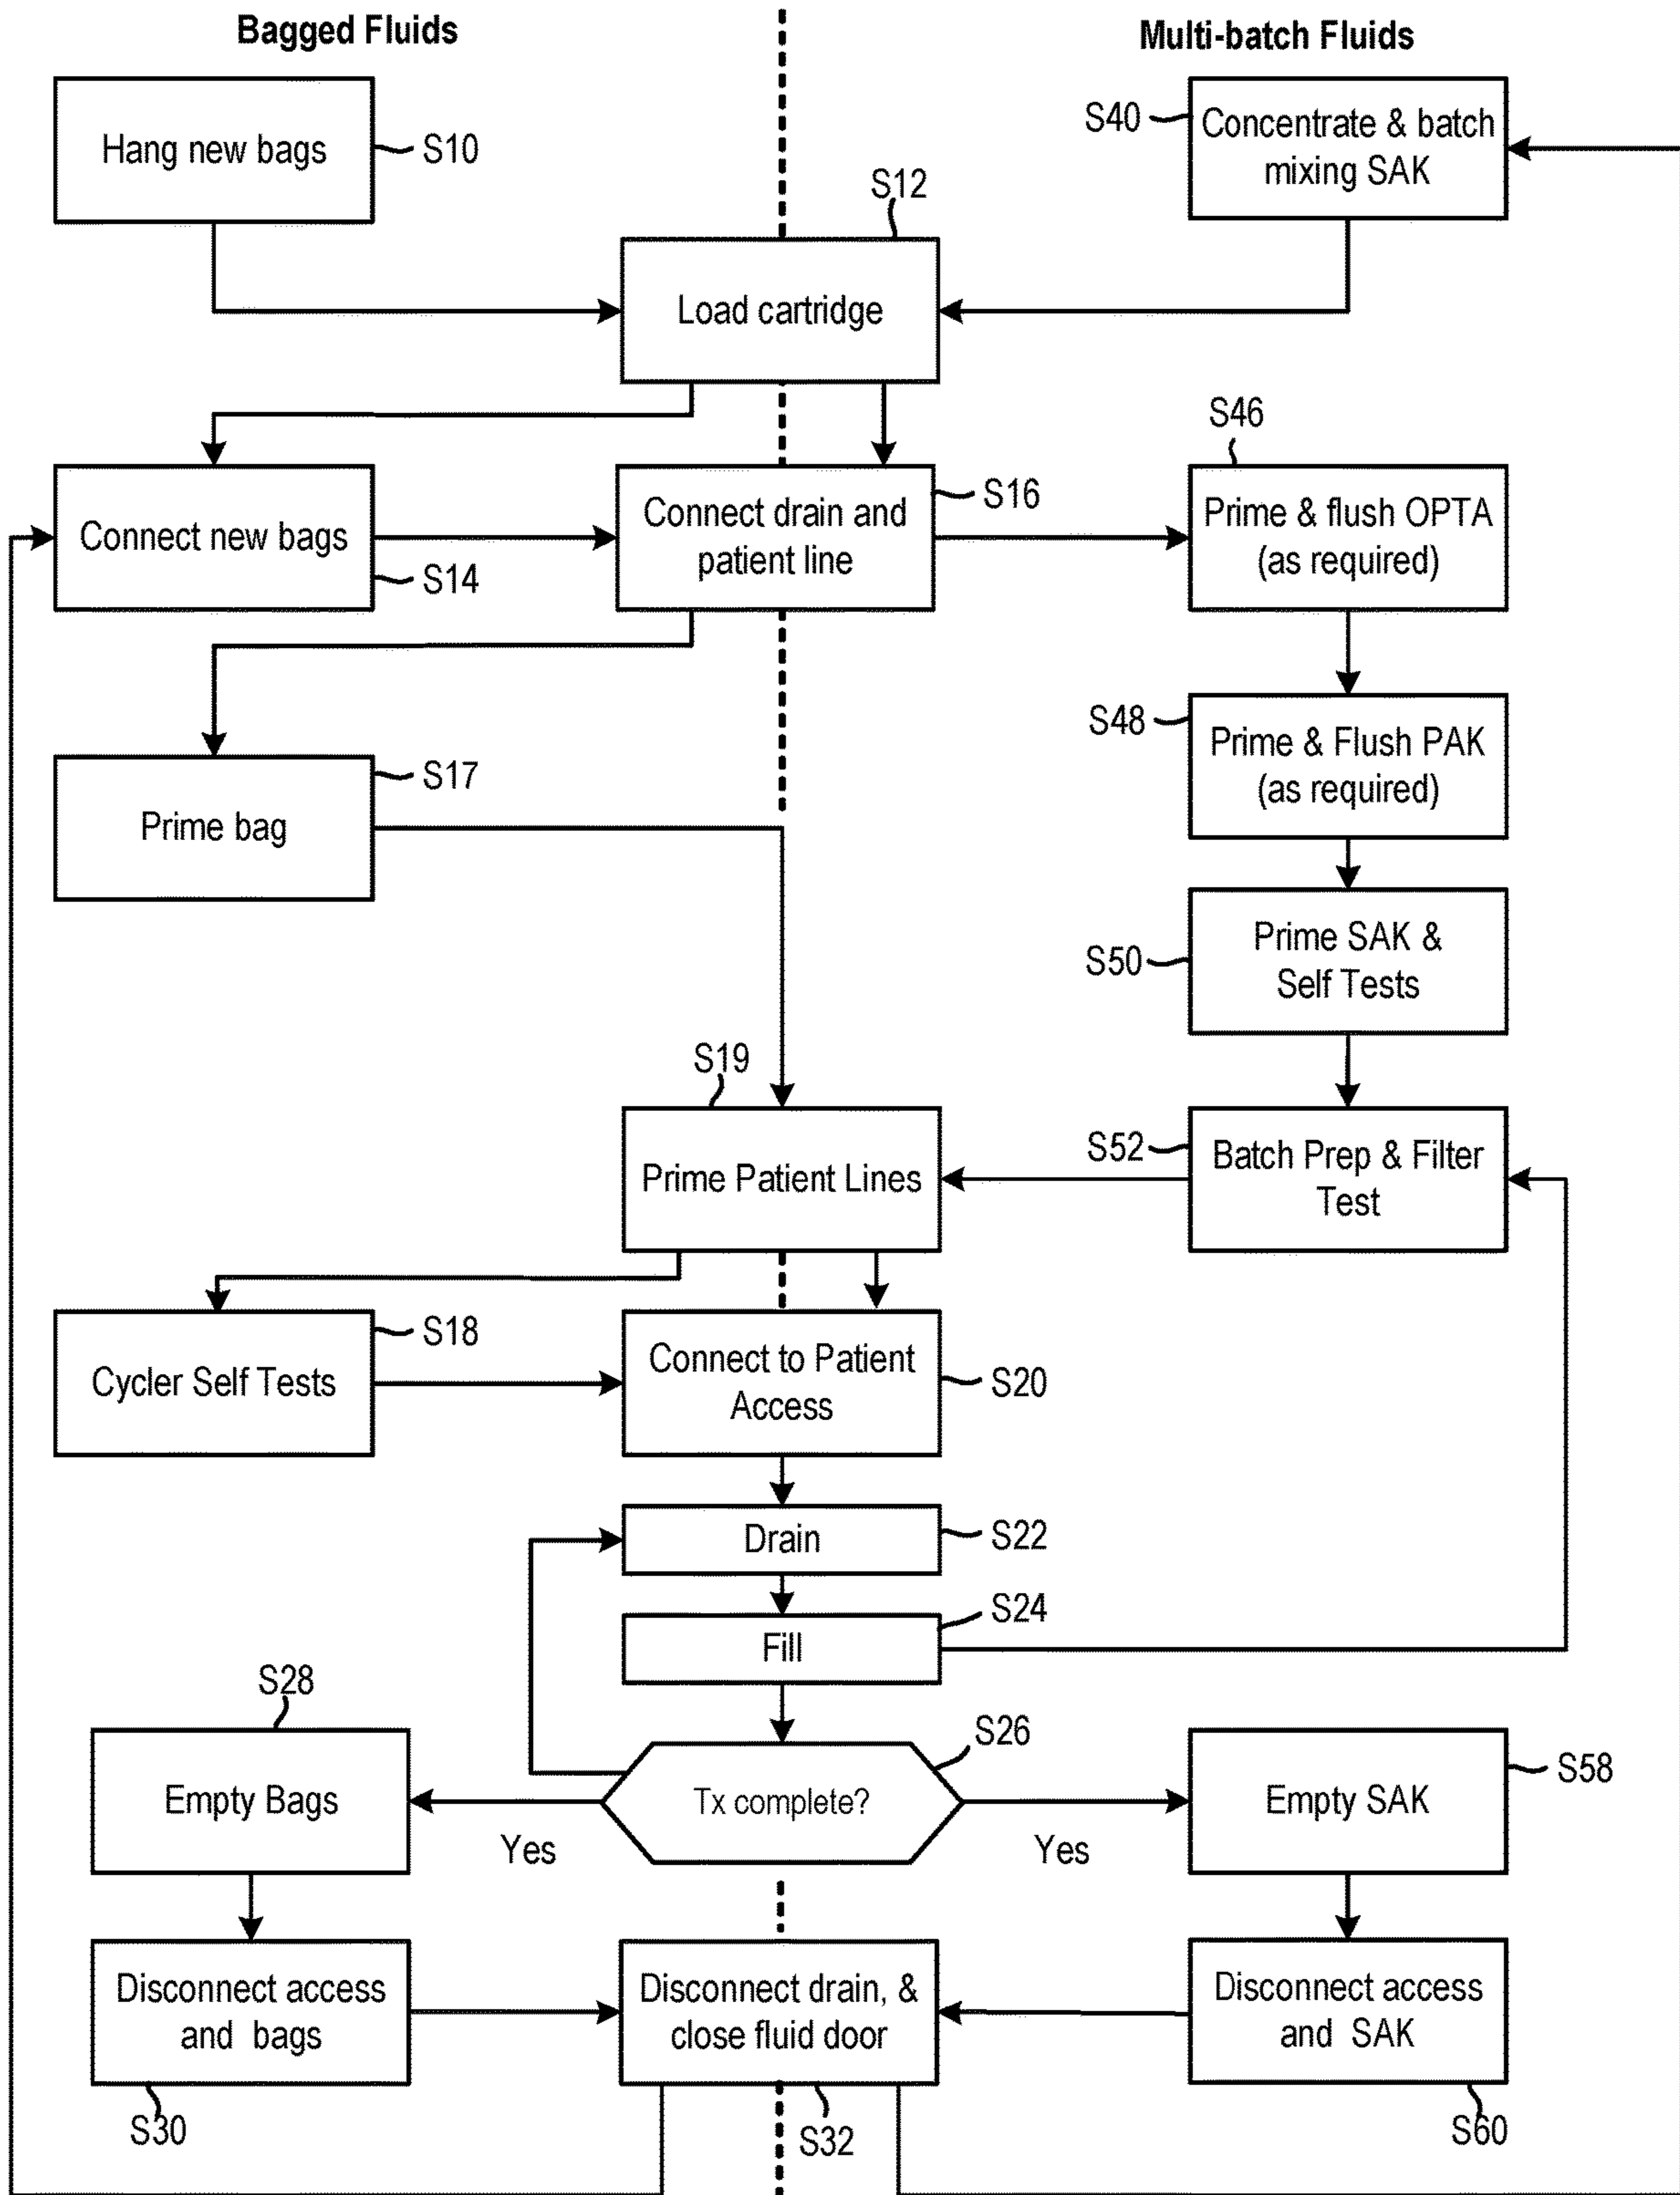 Bagged Fluids
Multi-batch Fluids
Hang new bags
S10
S40
Concentrate & batch
mixing SAK
S12
Load cartridge
S46
Connect new bags
S14
Connect drain and
patient line
S16
Prime & flush OPTA
(as required)
S48
Prime & Flush PAK
(as required)
S17
Prime bag
S50
Prime SAK &
Self Tests
S19
Prime Patient Lines
S52
Batch Prep & Filter
Test
S18
Cycler Self Tests
Connect to Patient
Access
S20
Drain
S22
S24
Fill
S28
Empty Bags
S26
Tx complete?
Yes
Yes
S58
Empty SAK
Disconnect access
and bags
S30
Disconnect drain, &
close fluid door
S32
Disconnect access
and SAK
S60